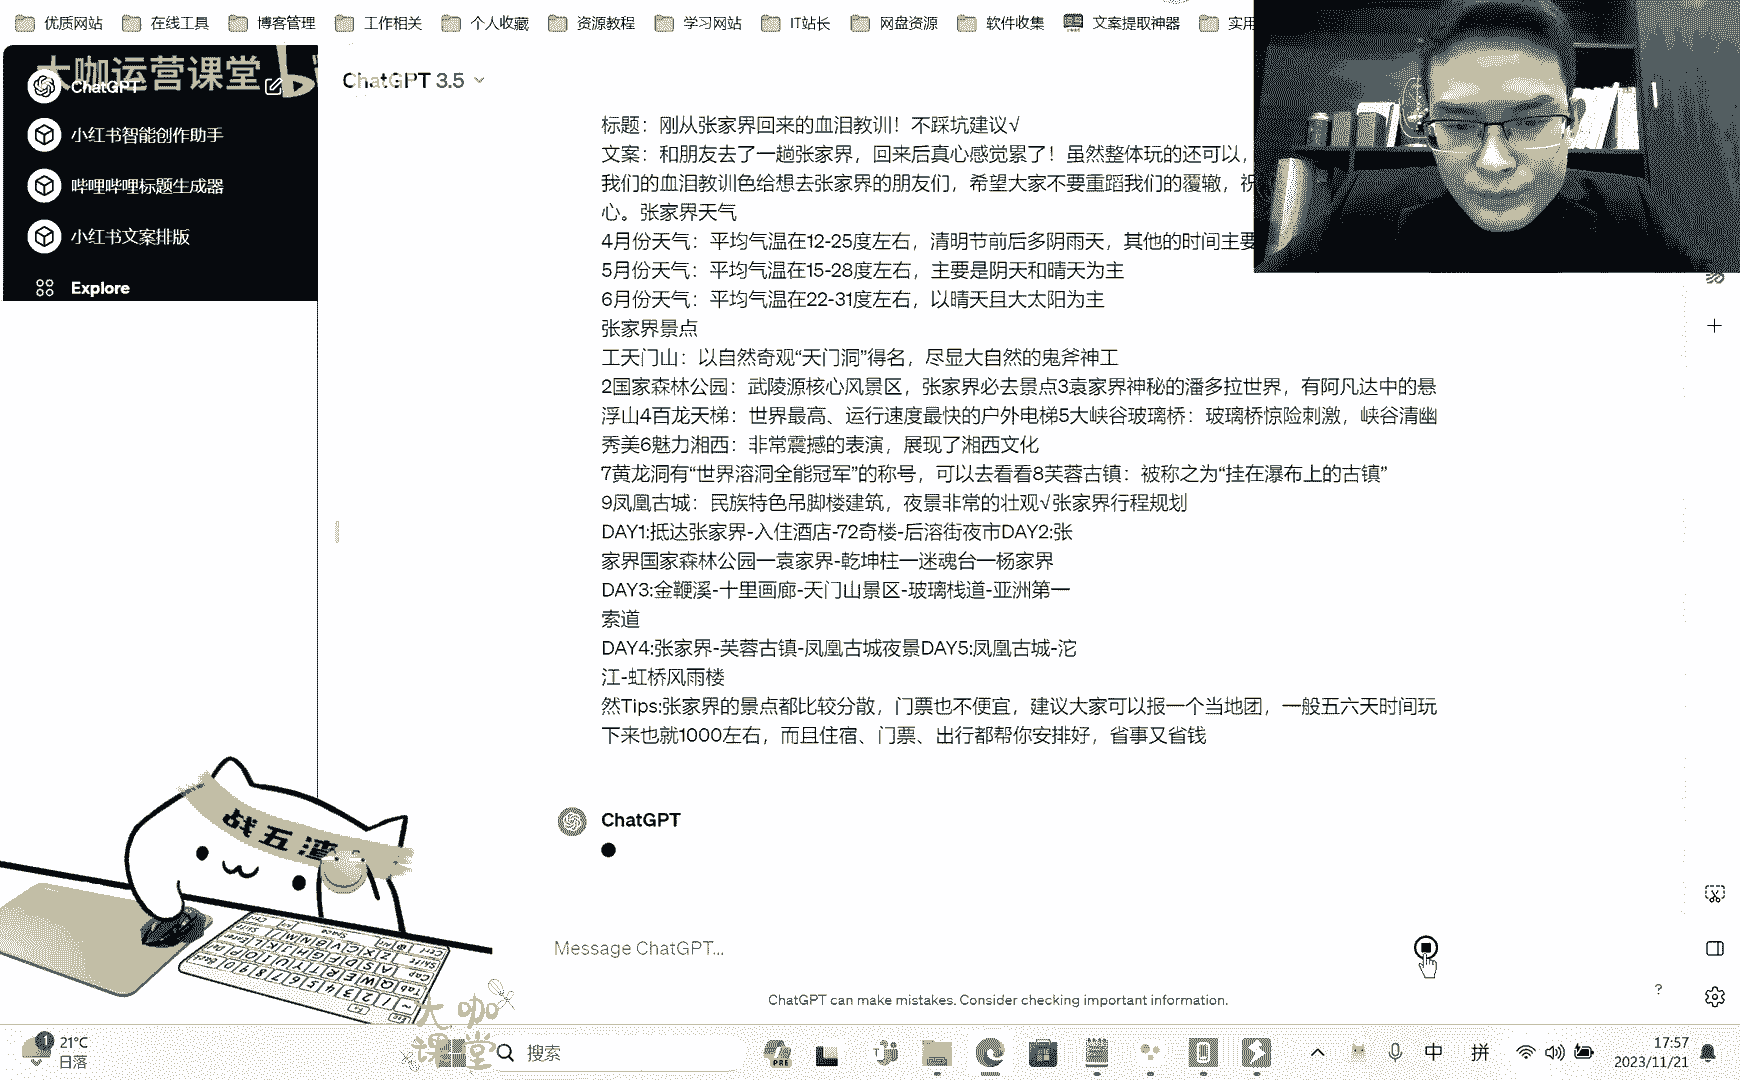 优质网站 在线工具 博客管理 工作相关 个人收藏 资源教程 学习网站 IT站长 网盘资源 软件收集 文案提取神器 实用
大咖运营课堂
ChatGPT
小红书智能创作助手
哔哩哔哩标题生成器
小红书文案排版
Explore
ChatGPT 3.5
标题：刚从张家界回来的血泪教训！不踩坑建议√
文案：和朋友去了一趟张家界，回来后真心感觉累了！虽然整体玩的还可以，
我们的血泪教训色给想去张家界的朋友们，希望大家不要重蹈我们的覆辙，祝
心。张家界天气
4月份天气：平均气温在12-25度左右，清明节前后多阴雨天，其他的时间主要
5月份天气：平均气温在15-28度左右，主要是阴天和晴天为主
6月份天气：平均气温在22-31度左右，以晴天且大太阳为主
张家界景点
工天门山：以自然奇观“天门洞”得名，尽显大自然的鬼斧神工
2国家森林公园：武陵源核心风景区，张家界必去景点3袁家界神秘的潘多拉世界，有阿凡达中的悬
浮山4百龙天梯：世界最高、运行速度最快的户外电梯5大峡谷玻璃桥：玻璃桥惊险刺激，峡谷清幽
秀美6魅力湘西：非常震撼的表演，展现了湘西文化
7黄龙洞有“世界溶洞全能冠军”的称号，可以去看看8芙蓉古镇：被称之为“挂在瀑布上的古镇”
9凤凰古城：民族特色吊脚楼建筑，夜景非常的壮观√张家界行程规划
DAY1:抵达张家界-入住酒店-72奇楼-后溶街夜市DAY2:张
家界国家森林公园一袁家界-乾坤柱一迷魂台一杨家界
DAY3:金鞭溪-十里画廊-天门山景区-玻璃栈道-亚洲第一
索道
DAY4:张家界-芙蓉古镇-凤凰古城夜景DAY5:凤凰古城-沱
江-虹桥风雨楼
然Tips:张家界的景点都比较分散，门票也不便宜，建议大家可以报一个当地团，一般五六天时间玩
下来也就1000左右，而且住宿、门票、出行都帮你安排好，省事又省钱
ChatGPT
战五渣
Message ChatGPT...
ChatGPT can make mistakes. Consider checking important information.
?
大咖
课堂
1
21°C
日落
搜索
PRE
中
拼
17:57
2023/11/21